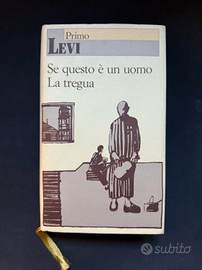 Primo
LEVI
Se questo è un uomo
La tregua
subito